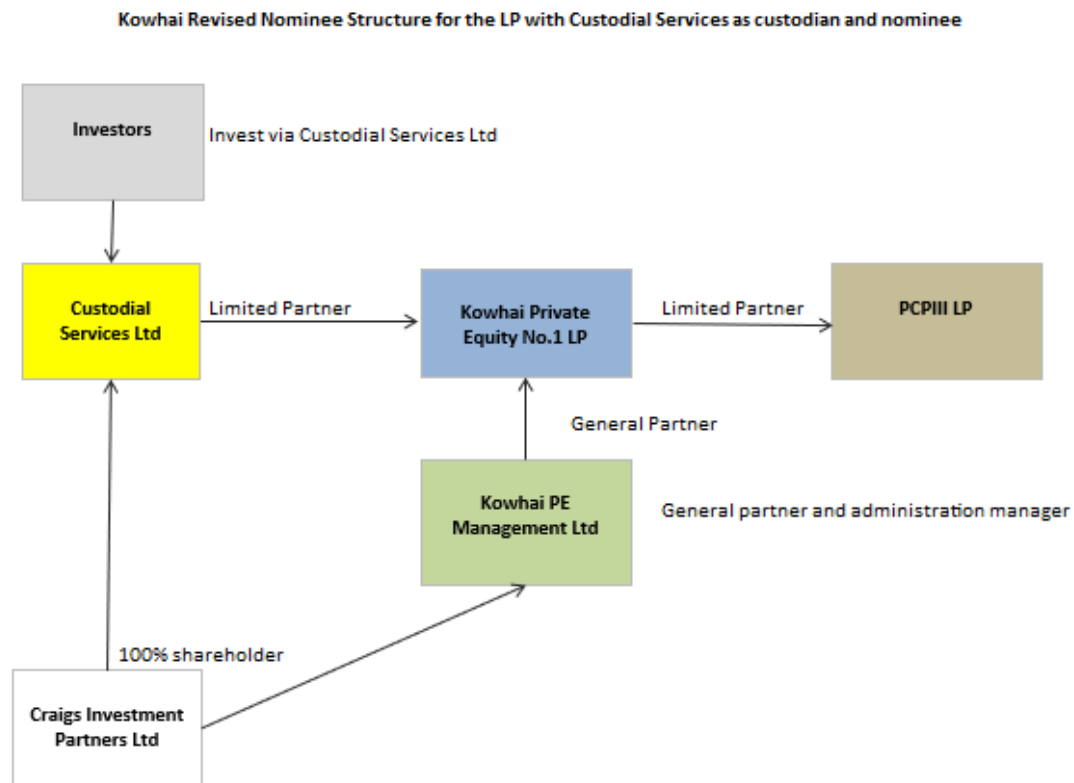 Kowhai Revised Nominee Structure for the LP with Custodial Services as custodian and nominee
Investors
Invest via Custodial Services Ltd
Custodial
Services Ltd
Limited Partner
Kowhai Private
Equity No.1 LP
Limited Partner
PCPIII LP
General Partner
Kowhai PE
Management Ltd
General partner and administration manager
100% shareholder
Craigs Investment
Partners Ltd